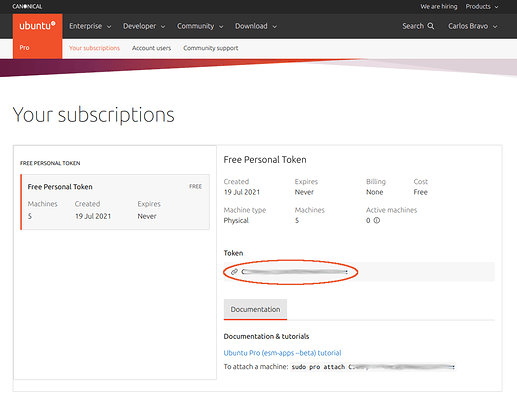 CANONICAL
We are hiring Products
ubuntu Enterprise Developer Community Download Search Carlos Bravo
Pro Your subscriptions Account users Community support
Your subscriptions
FREE PERSONAL TOKEN
Free Personal Token FREE
Machines Created Expires
5 19 Jul 2021 Never
Free Personal Token
Created Expires Billing Cost
19 Jul 2021 Never None Free
Machine type Machines Active machines
Physical 5 0
Token
Documentation
Documentation & tutorials
Ubuntu Pro (esm-apps --beta) tutorial
To attach a machine: sudo pro attach